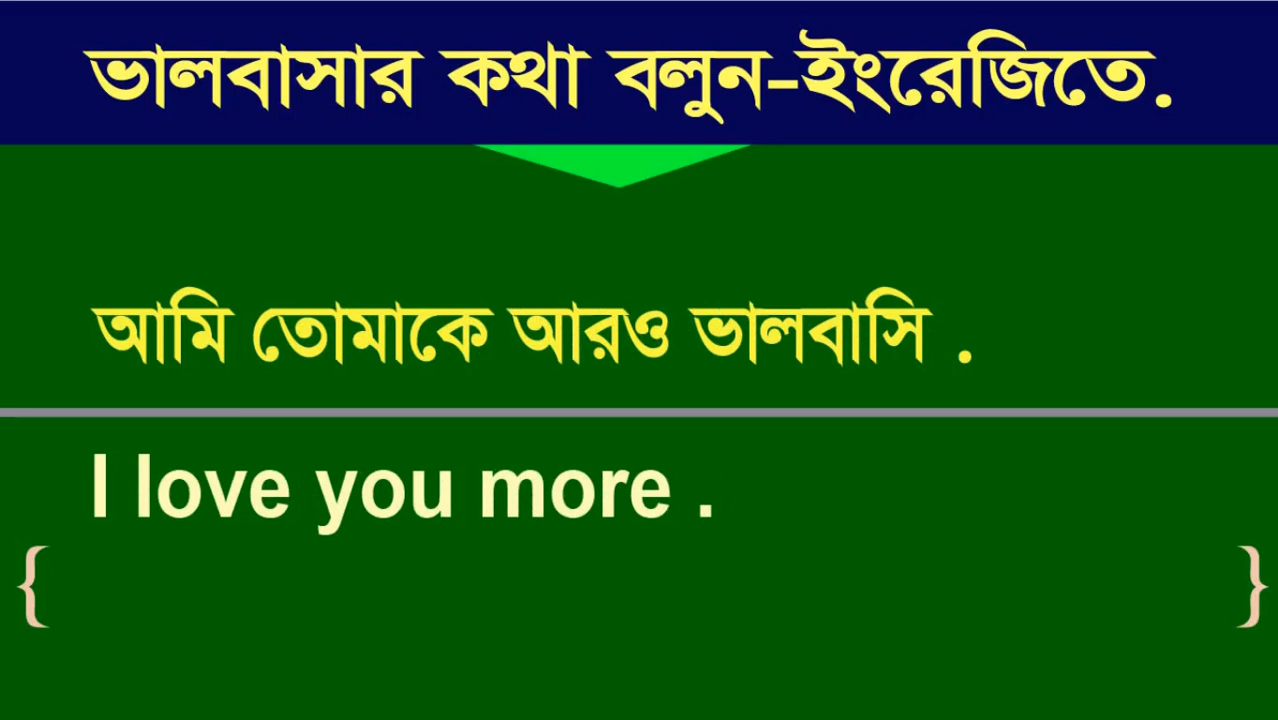 ভালবাসার কথা বলুন-ইংরেজিতে.
আমি তোমাকে আরও ভালবাসি .
I love you more .
{ }